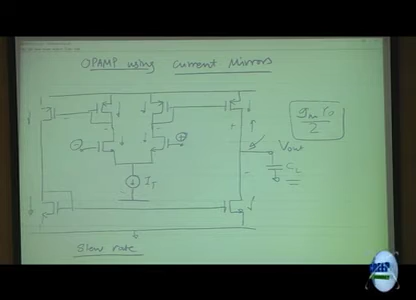 OPAMP using Current Mirrors
gm ro
2
Vout
CL
IT
Slew rate